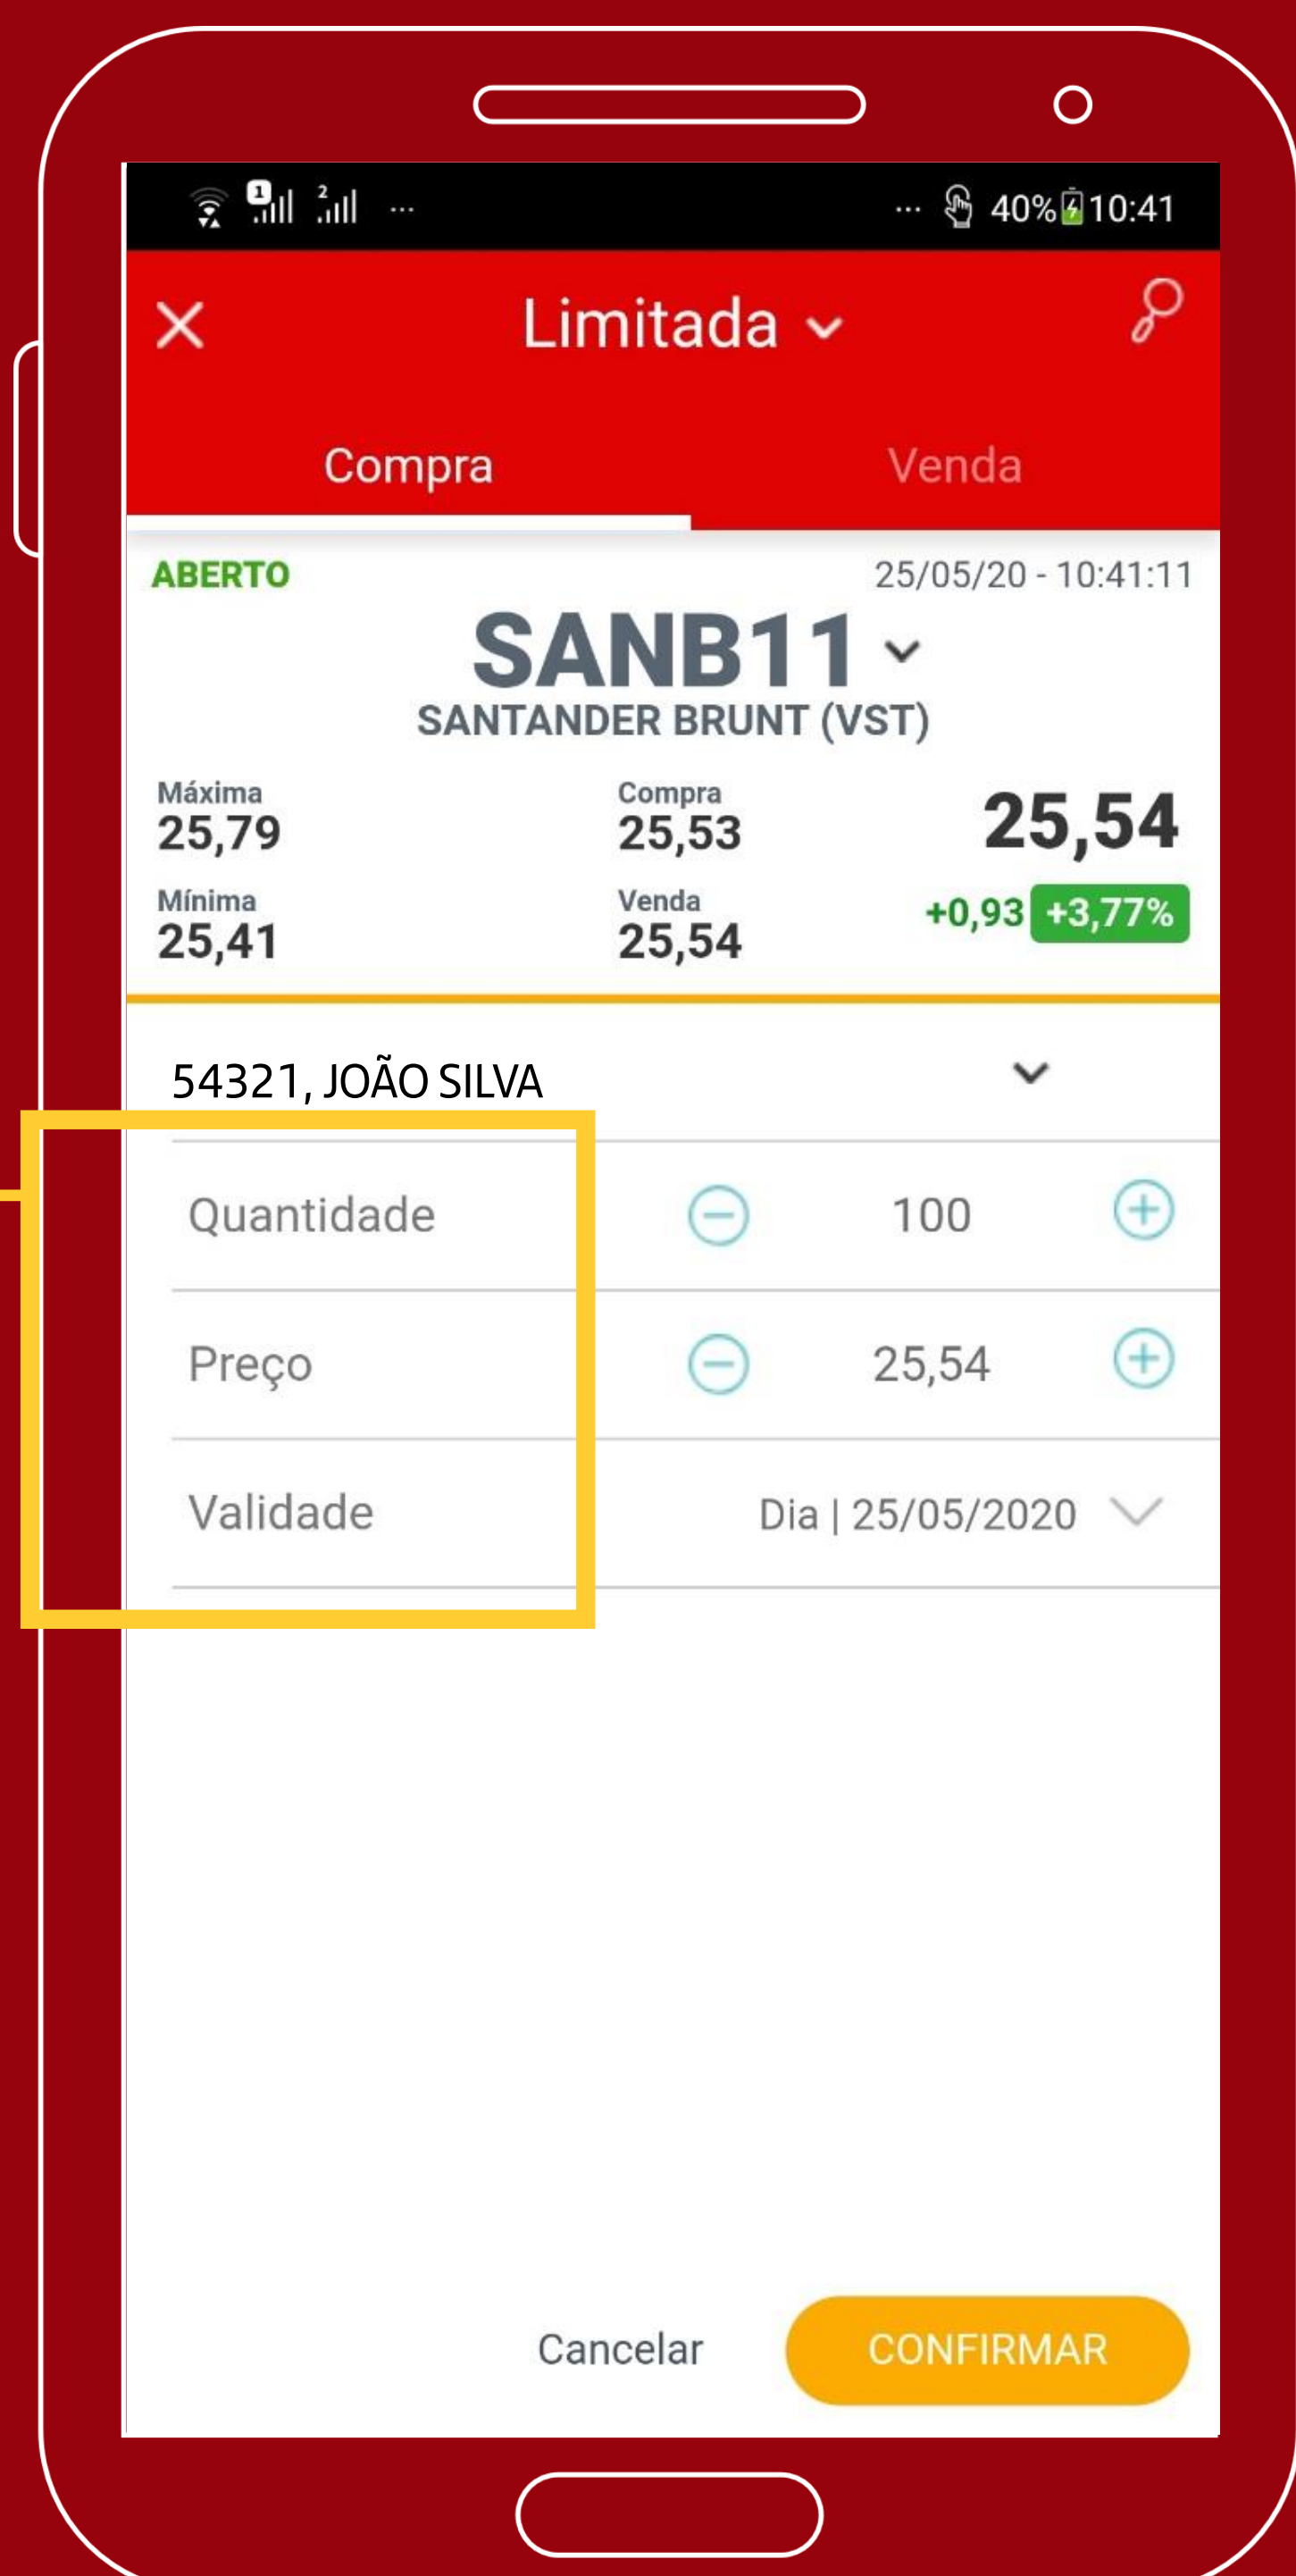 1 2 ... ... 40% 10:41
Limitada
Compra Venda
ABERTO 25/05/20 - 10:41:11
SANB11
SANTANDER BRUNT (VST)
Máxima Compra
25,79 25,53 25,54
Mínima Venda
25,41 25,54 +0,93 +3,77%
54321, JOÃO SILVA
Quantidade 100
Preço 25,54
Validade Dia | 25/05/2020
Cancelar CONFIRMAR